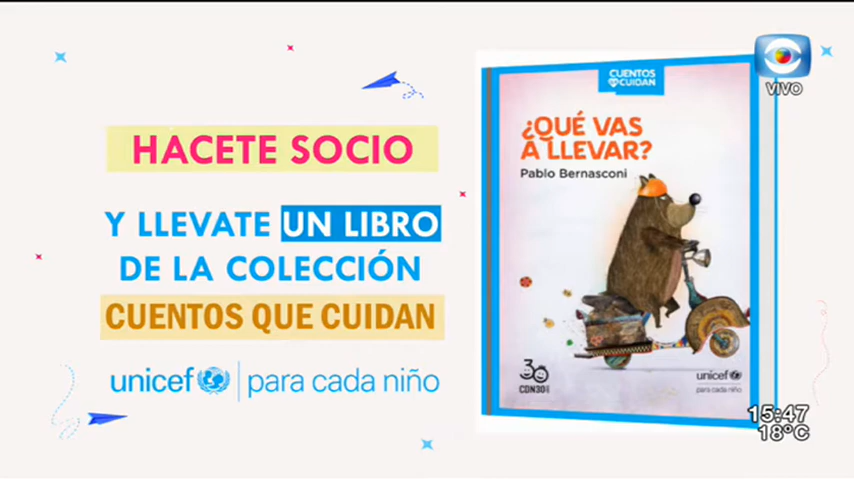 HACETE SOCIO
Y LLEVATE UN LIBRO
DE LA COLECCIÓN
CUENTOS QUE CUIDAN
unicef para cada niño
CUENTOS
CUIDAN
¿QUÉ VAS
A LLEVAR?
Pablo Bernasconi
30
CDN30
unicef
para cada niño
VIVO
15:47
18°C